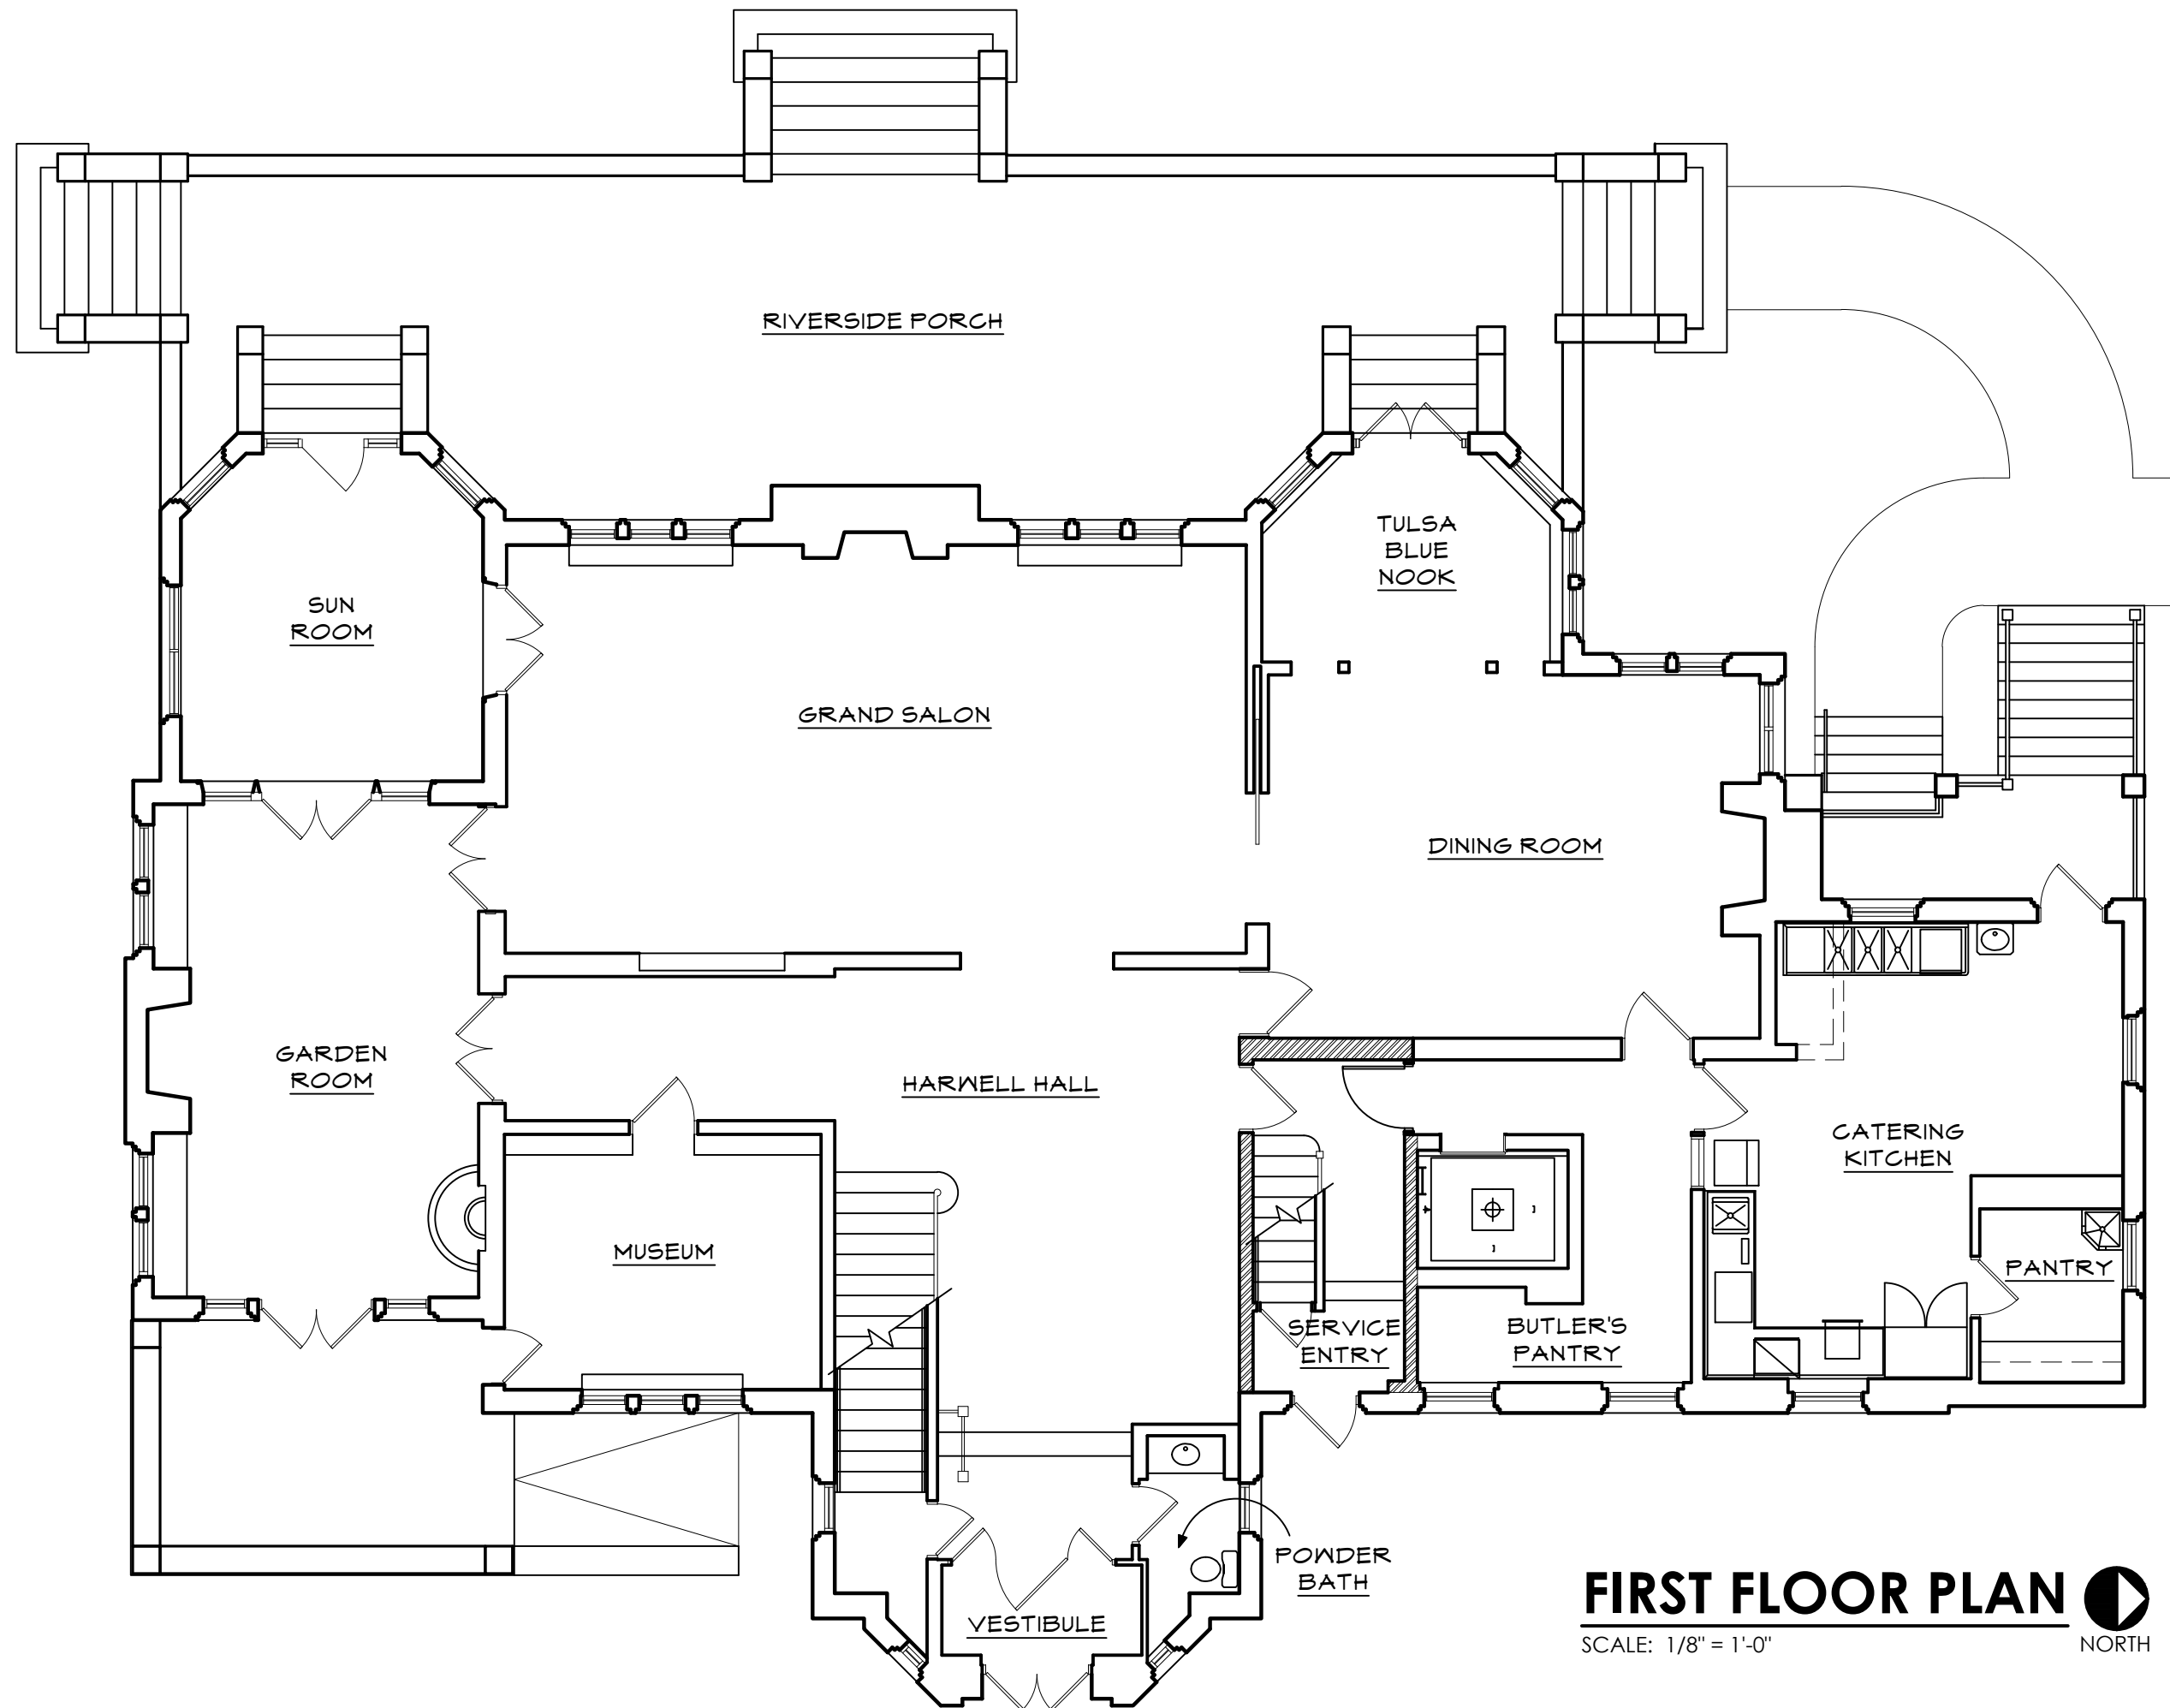 RIVERSIDE PORCH
TULSA
BLUE
NOOK
SUN
ROOM
GRAND SALON
DINING ROOM
GARDEN
ROOM
HARWELL HALL
CATERING
KITCHEN
MUSEUM
PANTRY
SERVICE
ENTRY
BUTLER'S
PANTRY
POWDER
BATH
VESTIBULE
FIRST FLOOR PLAN
SCALE: 1/8" = 1'-0"
NORTH